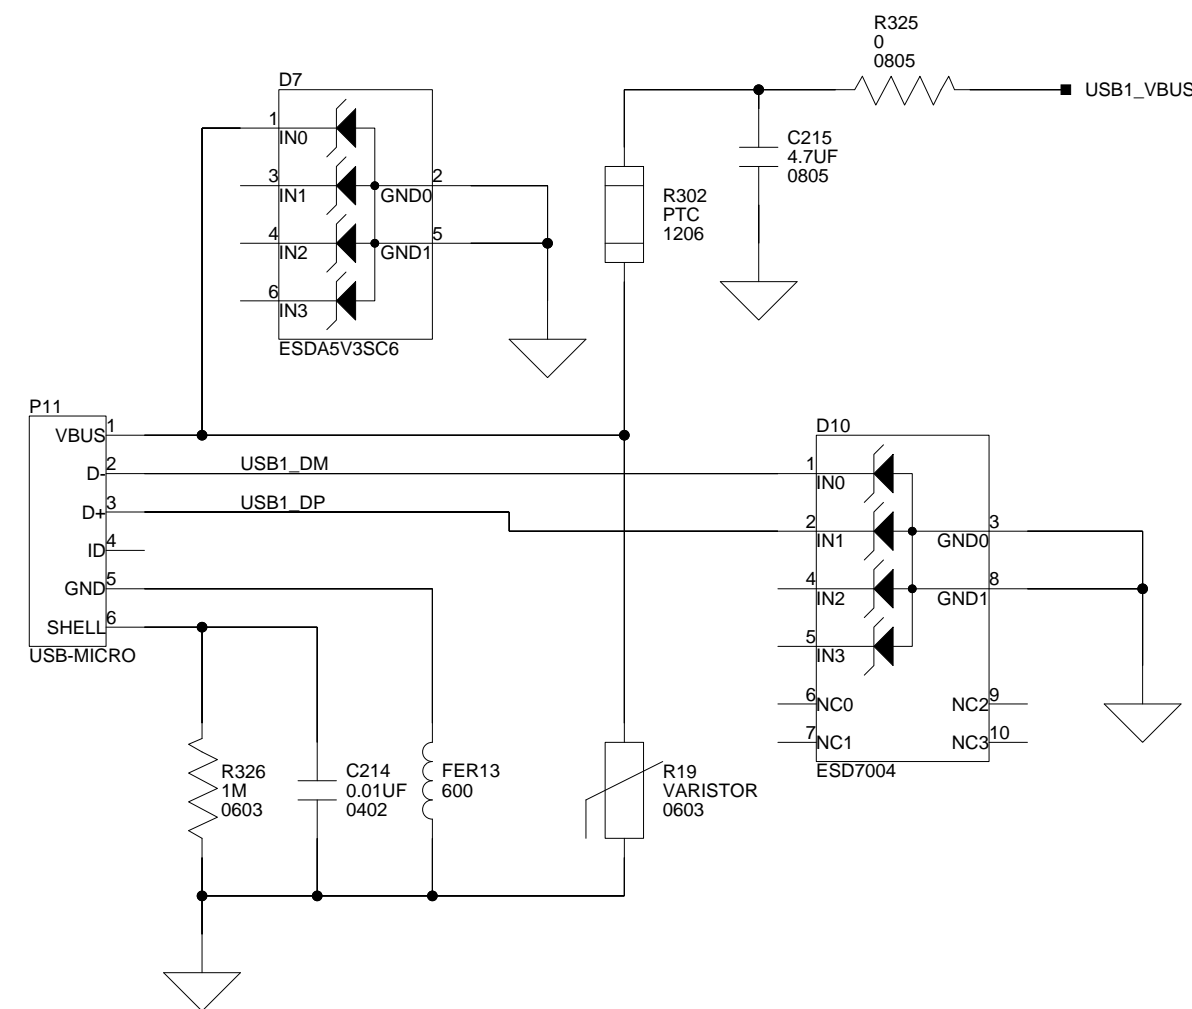 R325
0
0805
USB1_VBUS
D7
1
IN0
3
IN1
4
IN2
6
IN3
2
GND0
5
GND1
ESDA5V3SC6
C215
4.7UF
0805
R302
PTC
1206
P11
VBUS 1
D- 2
D+ 3
ID 4
GND 5
SHELL 6
USB-MICRO
USB1_DM
USB1_DP
D10
1
IN0
2
IN1
4
IN2
5
IN3
6
NC0
7
NC1
3
GND0
8
GND1
9
NC2
10
NC3
ESD7004
R326
1M
0603
C214
0.01UF
0402
FER13
600
R19
VARISTOR
0603